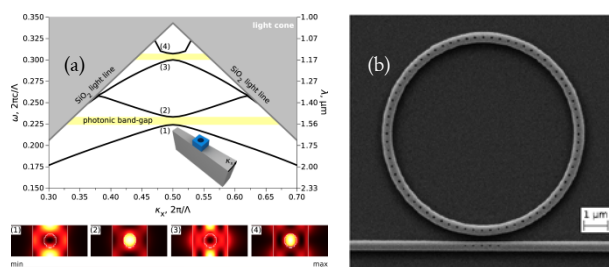 0.350
0.325
0.300
0.275
0.250
0.225
0.200
0.175
0.150
ω, 2πc/Λ
(a)
light cone
(4)
(3)
SiO₂ light line
SiO₂ light line
(2)
photonic band-gap
(1)
κₓ
1.00
1.08
1.17
1.27
1.40
1.56
1.75
2.00
2.33
λ, μm
0.30 0.35 0.40 0.45 0.50 0.55 0.60 0.65 0.70
κₓ, 2π/Λ
(1) (2) (3) (4)
min max
(b)
1 μm